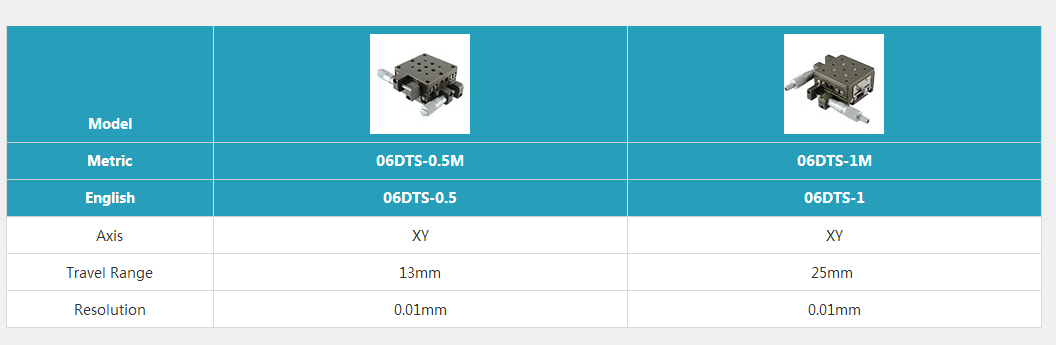 Model
Metric 06DTS-0.5M 06DTS-1M
English 06DTS-0.5 06DTS-1
Axis XY XY
Travel Range 13mm 25mm
Resolution 0.01mm 0.01mm